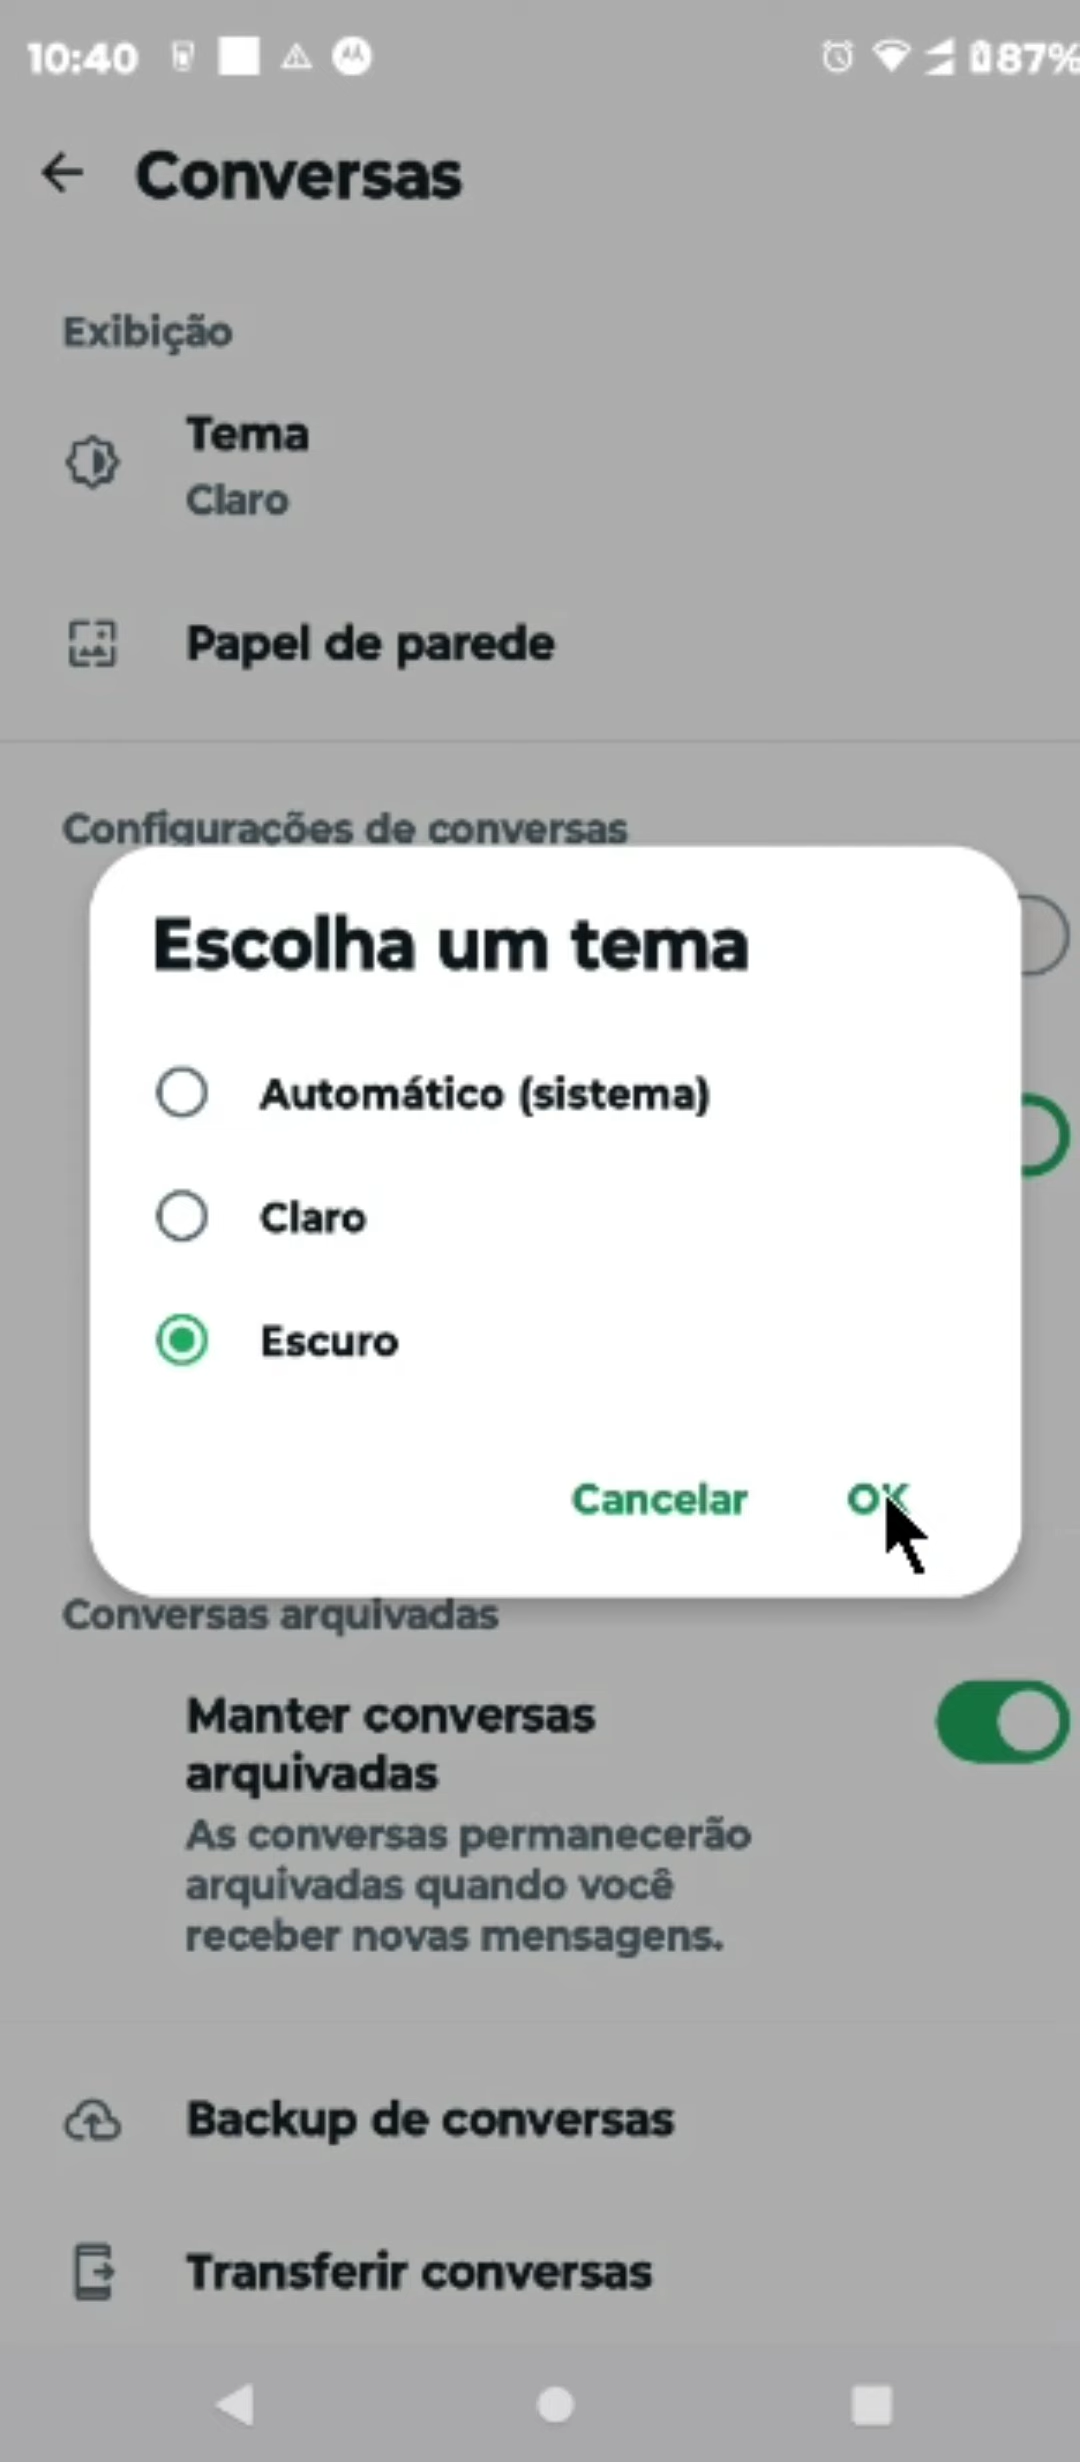 10:40
87%
Conversas
Exibição
Tema
Claro
Papel de parede
Configurações de conversas
Escolha um tema
Automático (sistema)
Claro
Escuro
Cancelar
OK
Conversas arquivadas
Manter conversas
arquivadas
As conversas permanecerão
arquivadas quando você
receber novas mensagens.
Backup de conversas
Transferir conversas